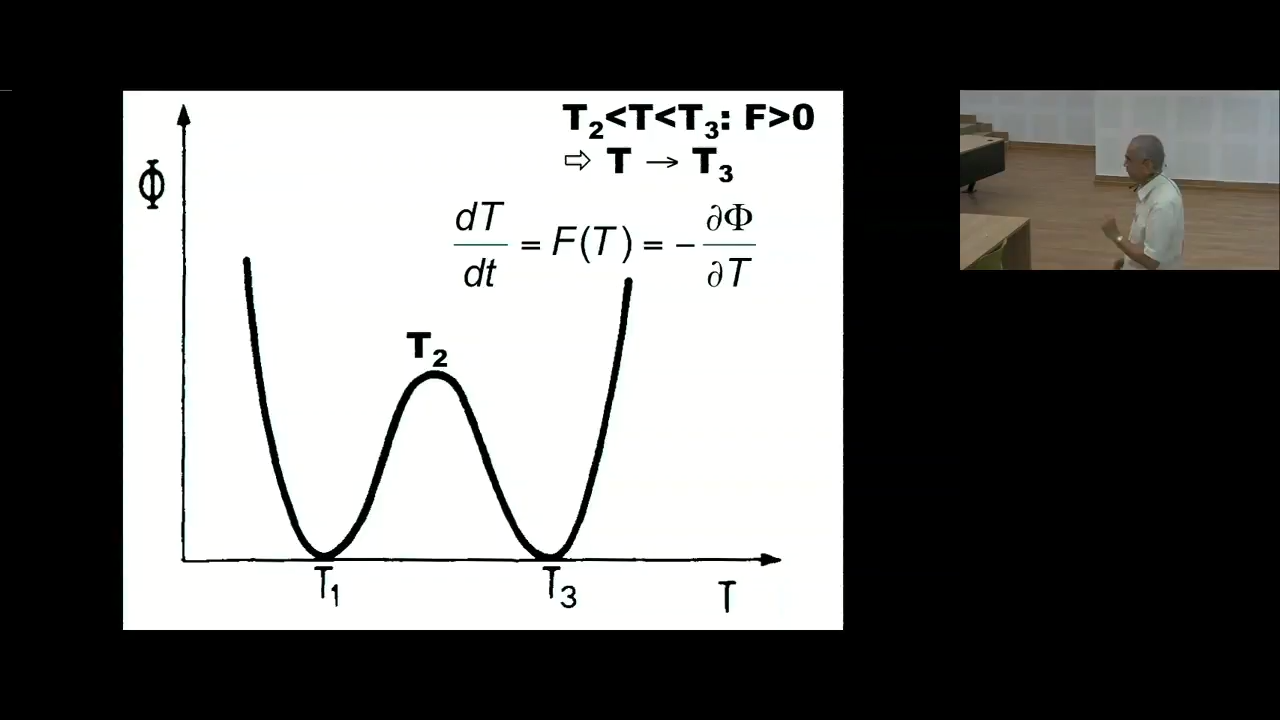 T₂<T<T₃: F>0
⇨ T → T₃
dT/dt = F(T) = −∂Φ/∂T
Φ
T₂
T₁ T₃ T